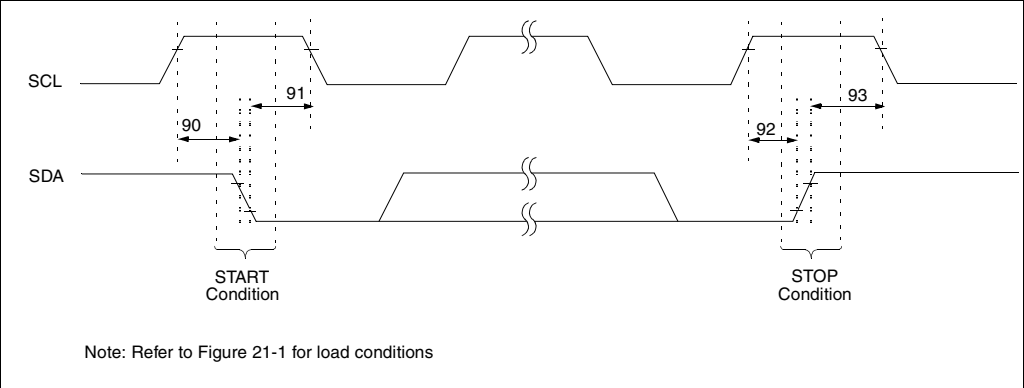 SCL
91
93
90
92
SDA
START
Condition
STOP
Condition
Note: Refer to Figure 21-1 for load conditions